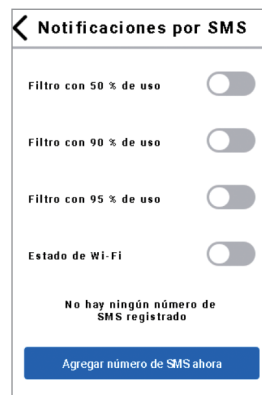 Notificaciones por SMS
Filtro con 50 % de uso
Filtro con 90 % de uso
Filtro con 95 % de uso
Estado de Wi-Fi
No hay ningún número de
SMS registrado
Agregar número de SMS ahora